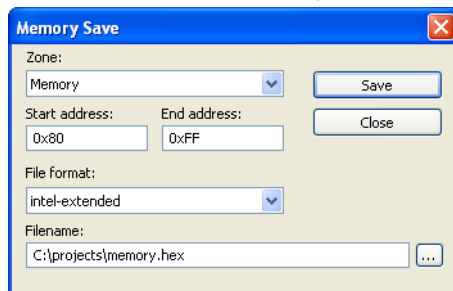 Memory Save
Zone:
Memory
Save
Start address:
End address:
Close
0x80
0xFF
File format:
intel-extended
Filename:
C:\projects\memory.hex
...